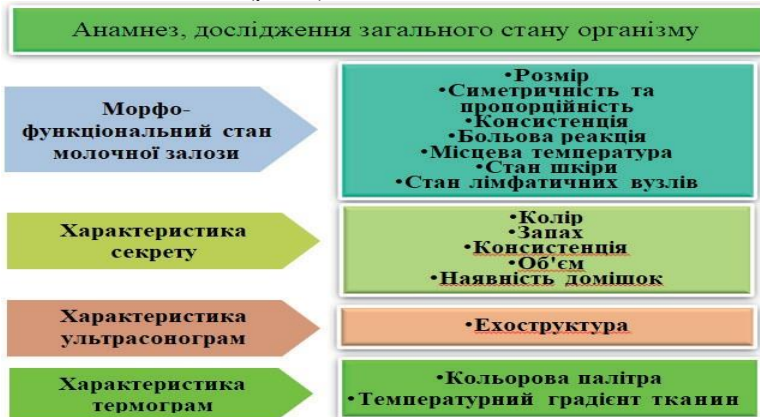 Анамнез, дослідження загального стану організму
Морфо-
функціональний стан
молочної залози
•Розмір
•Симетричність та
пропорційність
•Консистенція
•Больова реакція
•Місцева температура
•Стан шкіри
•Стан лімфатичних вузлів
Характеристика
секрету
•Колір
•Запах
•Консистенція
•Об'єм
•Наявність домішок
Характеристика
ультрасонограм
•Ехоструктура
Характеристика
термограм
•Кольорова палітра
•Температурний градієнт тканин